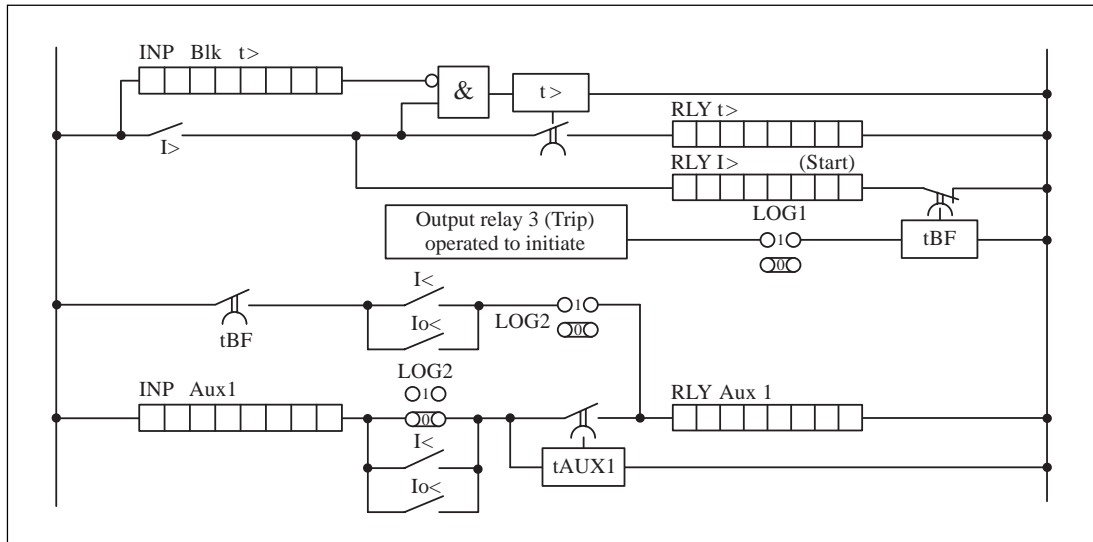 INP Blk t>
&
t>
RLY t>
I>
RLY I> (Start)
Output relay 3 (Trip)
operated to initiate
LOG1
1
0
tBF
I<
Io<
tBF
LOG2
1
0
LOG2
1
0
INP Aux1
RLY Aux 1
I<
Io<
tAUX1